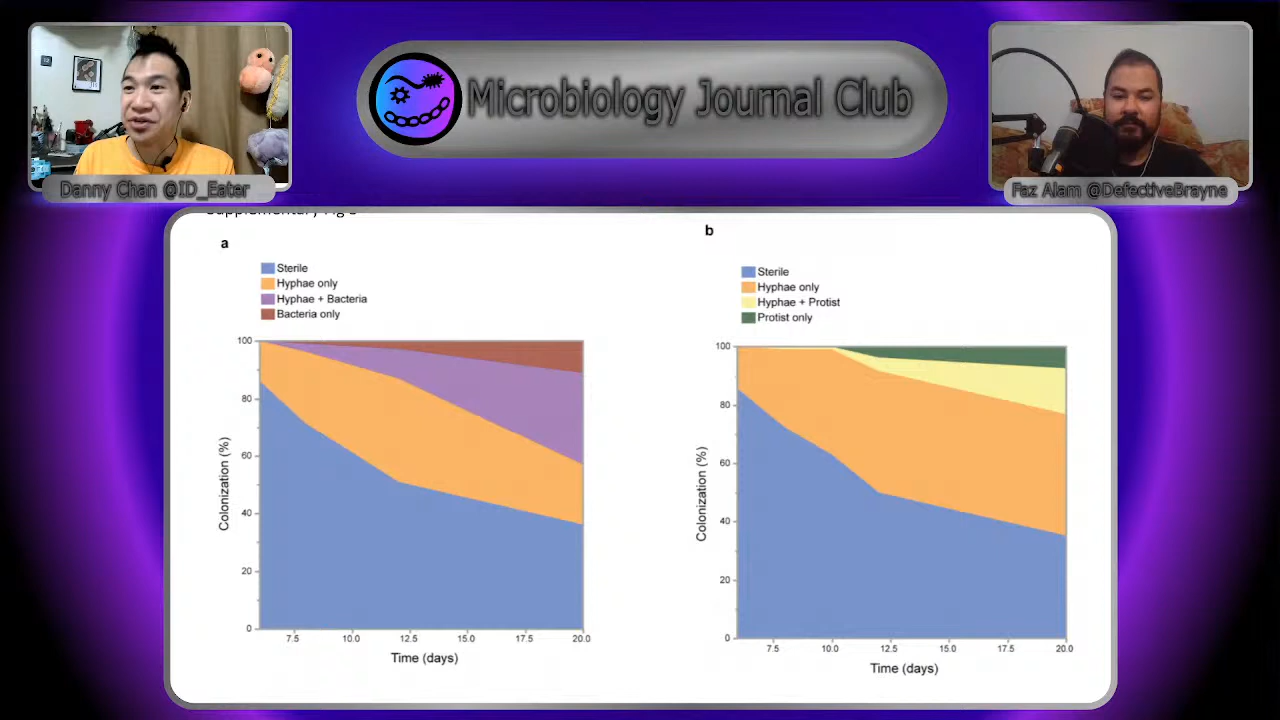 Microbiology Journal Club
Danny Chan @ID_Eater
Faz Alam @DefectiveBrayne
a
Sterile
Hyphae only
Hyphae + Bacteria
Bacteria only
100
80
60
40
20
0
7.5
10.0
12.5
15.0
17.5
20.0
Colonization (%)
Time (days)
b
Sterile
Hyphae only
Hyphae + Protist
Protist only
100
80
60
40
20
0
7.5
10.0
12.5
15.0
17.5
20.0
Colonization (%)
Time (days)